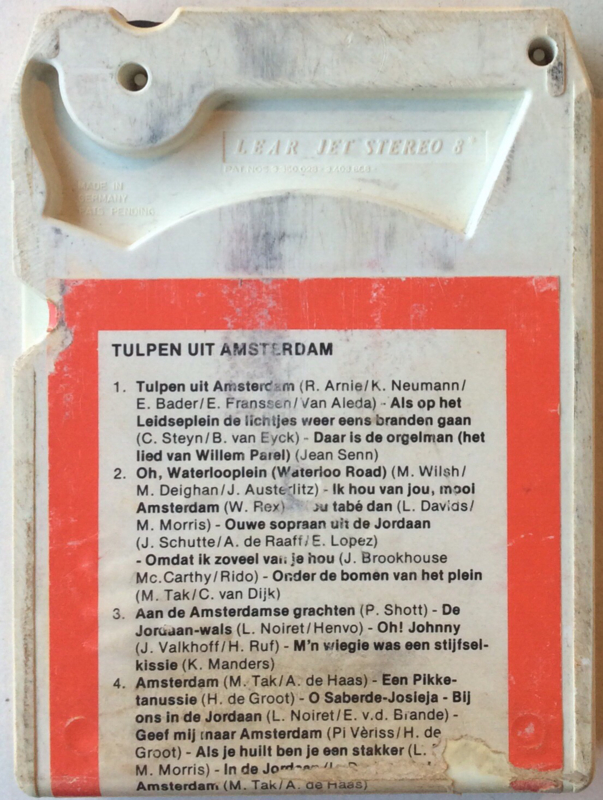 LEAR JET STEREO 8
MADE IN
GERMANY
PATS PENDING
TULPEN UIT AMSTERDAM
1. Tulpen uit Amsterdam (R. Arnie/K. Neumann/
E. Bader/E. Franssen/Van Aleda) - Als op het
Leidseplein de lichtjes weer eens branden gaan
(C. Steyn/B. van Eyck) - Daar is de orgelman (het
lied van Willem Parel) (Jean Senn)
2. Oh, Waterlooplein (Waterloo Road) (M. Wilsh/
M. Deighan/J. Austerlitz) - Ik hou van jou, mooi
Amsterdam (W. Rex) - ou tabé dan (L. Davids/
M. Morris) - Ouwe sopraan uit de Jordaan
(J. Schutte/A. de Raaff/E. Lopez)
- Omdat ik zoveel van je hou (J. Brookhouse
Mc.Carthy/Rido) - Onder de bomen van het plein
(M. Tak/C. van Dijk)
3. Aan de Amsterdamse grachten (P. Shott) - De
Jordaan-wals (L. Noiret/Henvo) - Oh! Johnny
(J. Valkhoff/H. Ruf) - M'n wiegie was een stijfsel-
kissie (K. Manders)
4. Amsterdam (M. Tak/A. de Haas) - Een Pikke-
tanussie (H. de Groot) - O Saberde-Josieja - Bij
ons in de Jordaan (L. Noiret/E. v.d. Brande) -
Geef mij maar Amsterdam (Pi Vèriss/H. de
Groot) - Als je huilt ben je een stakker (L.
M. Morris) - In de Jordaan
Amsterdam (M. Tak/A. de Haas)